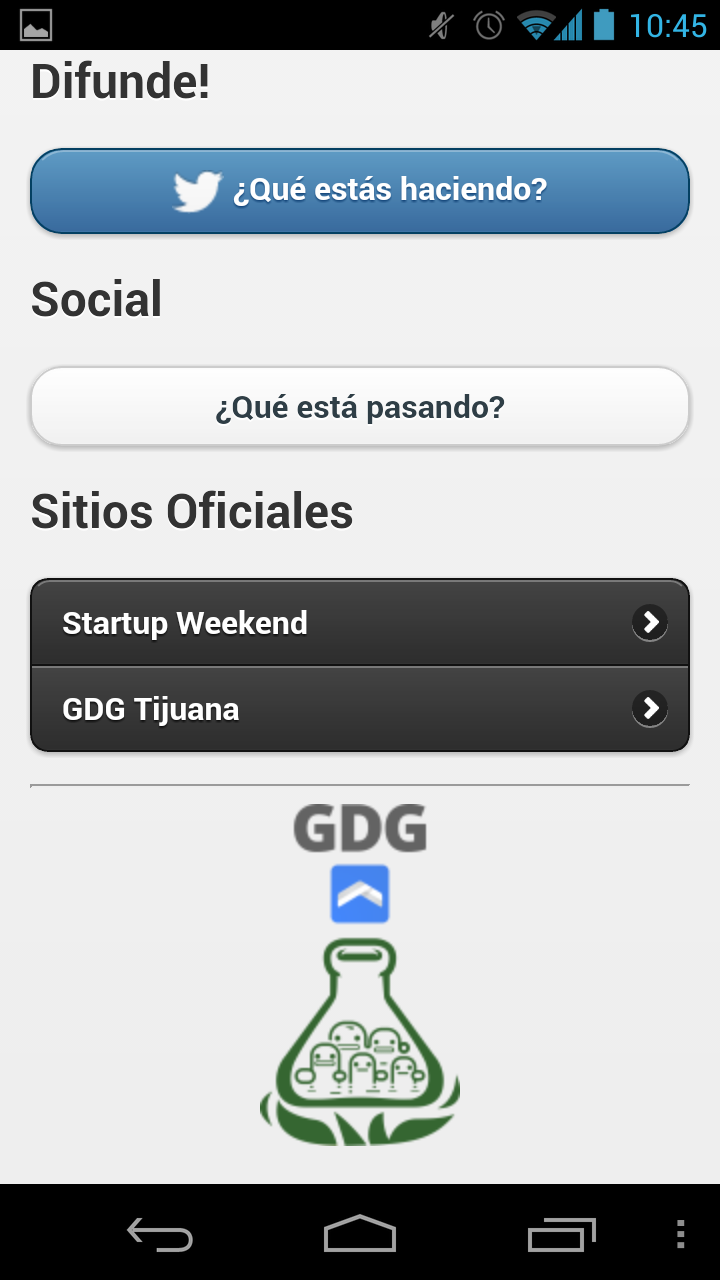 10:45
Difunde!
¿Qué estás haciendo?
Social
¿Qué está pasando?
Sitios Oficiales
Startup Weekend
GDG Tijuana
GDG